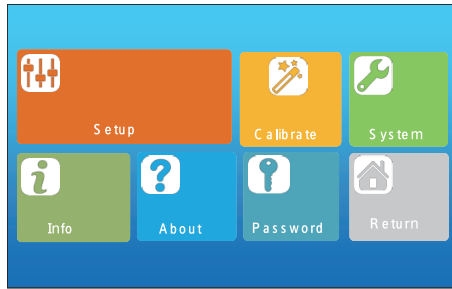 Setup
Calibrate
System
Info
About
Password
Return